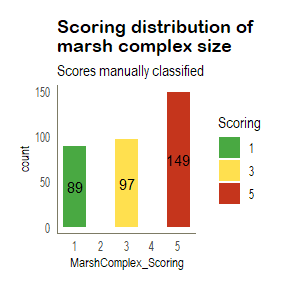 Scoring distribution of
marsh complex size
Scores manually classified
150
100
50
0
count
89
97
149
1 2 3 4 5
MarshComplex_Scoring
Scoring
1
3
5